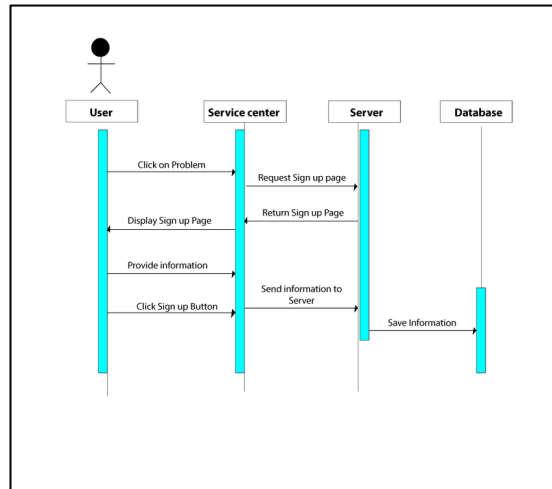 User
Service center
Server
Database
Click on Problem
Request Sign up page
Return Sign up Page
Display Sign up Page
Provide information
Send information to
Server
Click Sign up Button
Save Information